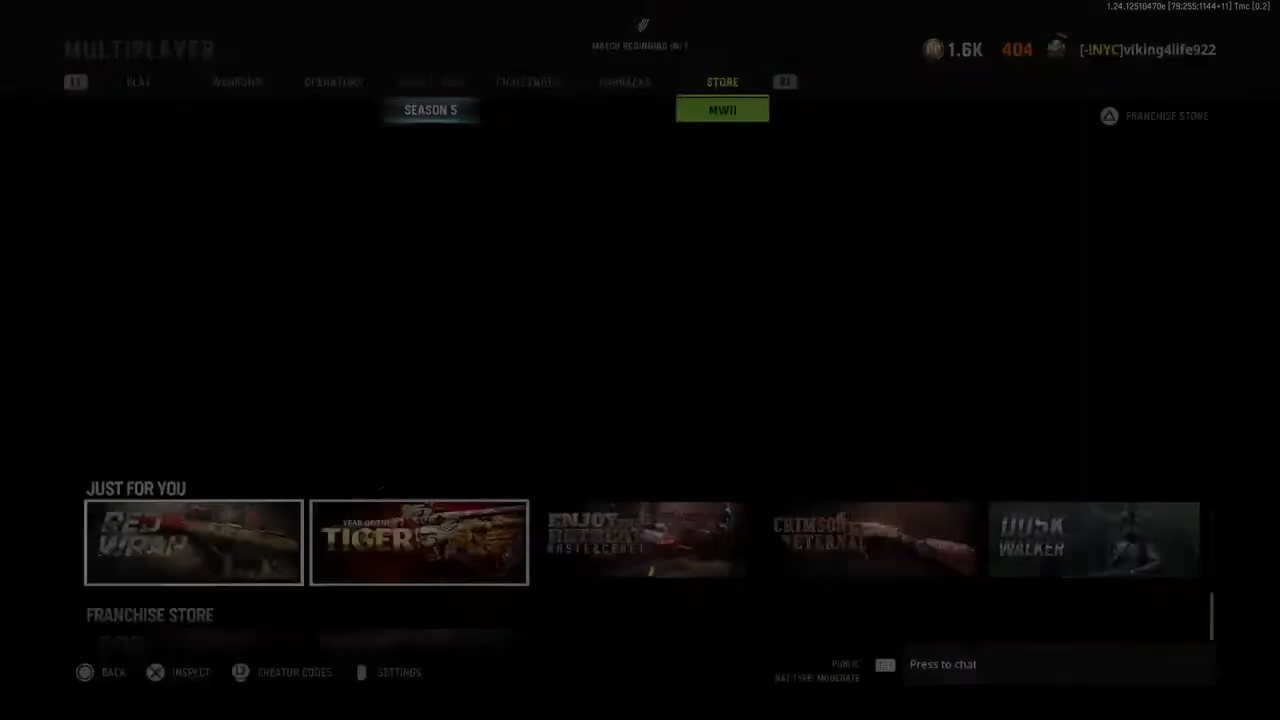 1.24.12510470e [79:255:1144+11] Tmc [0.2]
MULTIPLAYER
MATCH BEGINNING IN: 1
1.6K 404 [-!NYC]viking4life922
L1 PLAY WEAPONS OPERATORS CHALLENGES BARRACKS STORE R1
SEASON 5 MWII
FRANCHISE STORE
JUST FOR YOU
RED WRAP
YEAR OF THE
TIGER
ENJOY
RETREAT
MASTERCRAFT
CRIMSON
ETERNAL
DUSK
WALKER
FRANCHISE STORE
BACK INSPECT CREATOR CODES SETTINGS
PUBLIC
NAT TYPE: MODERATE
Press to chat